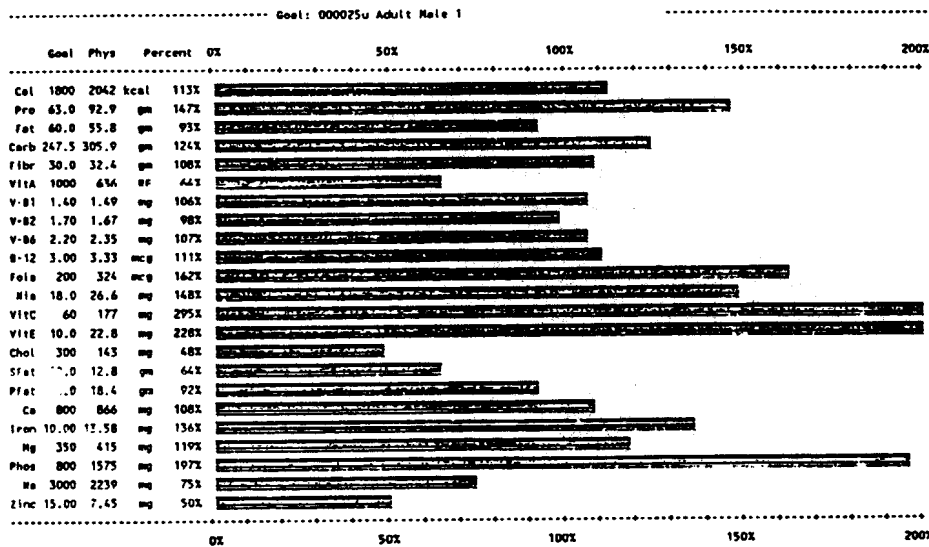 Goal: 000025u Adult Male 1
Goal Phys Percent 0% 50% 100% 150% 200%
Cal 1800 2042 kcal 113%
Pro 63.0 92.9 gm 147%
Fat 60.0 55.8 gm 93%
Carb 247.5 305.9 gm 124%
Fibr 30.0 32.4 gm 108%
VitA 1000 636 RE 64%
V-B1 1.40 1.49 mg 106%
V-B2 1.70 1.67 mg 98%
V-B6 2.20 2.35 mg 107%
B-12 3.00 3.33 mcg 111%
Fola 200 324 mcg 162%
Nia 18.0 26.6 mg 148%
VitC 60 177 mg 295%
VitE 10.0 22.8 mg 228%
Chol 300 143 mg 48%
SFat 12.8 gm 64%
PFat 18.4 gm 92%
Ca 800 866 mg 108%
Iron 10.00 13.58 mg 136%
Mg 350 415 mg 119%
Phos 800 1575 mg 197%
Na 3000 2239 mg 75%
Zinc 15.00 7.45 mg 50%
0% 50% 100% 150% 200%